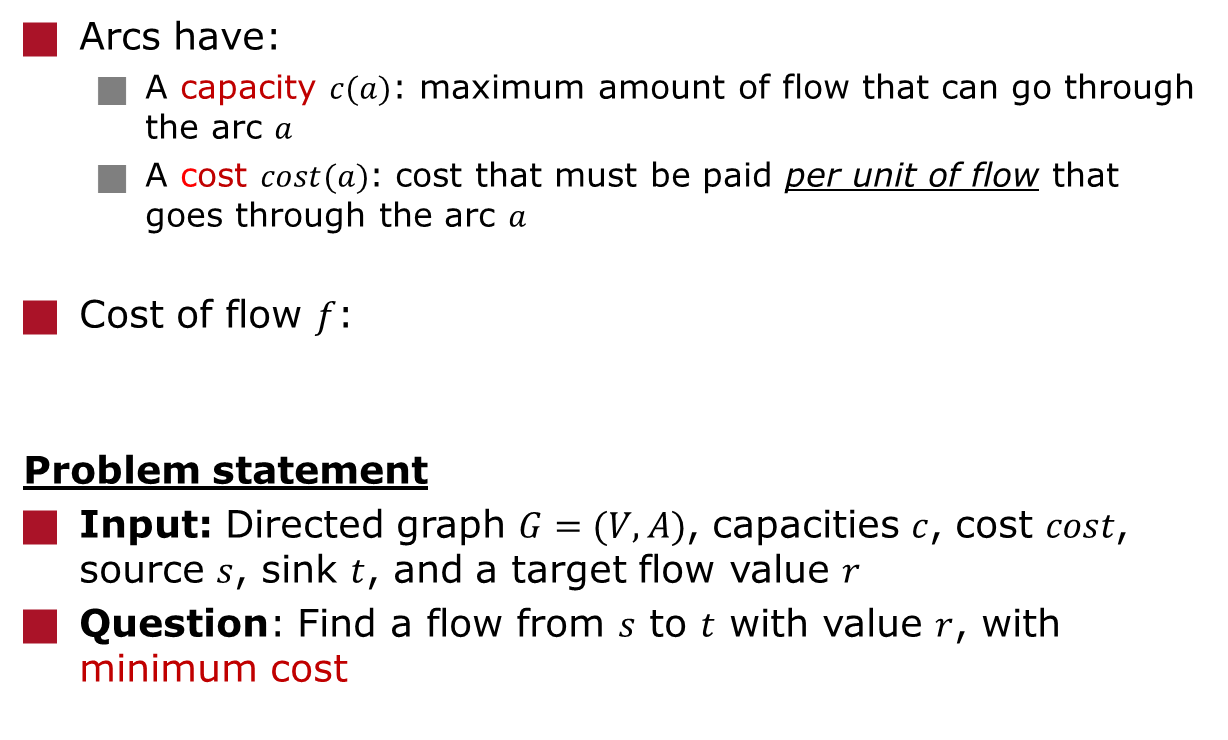 Arcs have:
A capacity c(a): maximum amount of flow that can go through
the arc a
A cost cost(a): cost that must be paid per unit of flow that
goes through the arc a
Cost of flow f:
Problem statement
Input: Directed graph G = (V, A), capacities c, cost cost,
source s, sink t, and a target flow value r
Question: Find a flow from s to t with value r, with
minimum cost